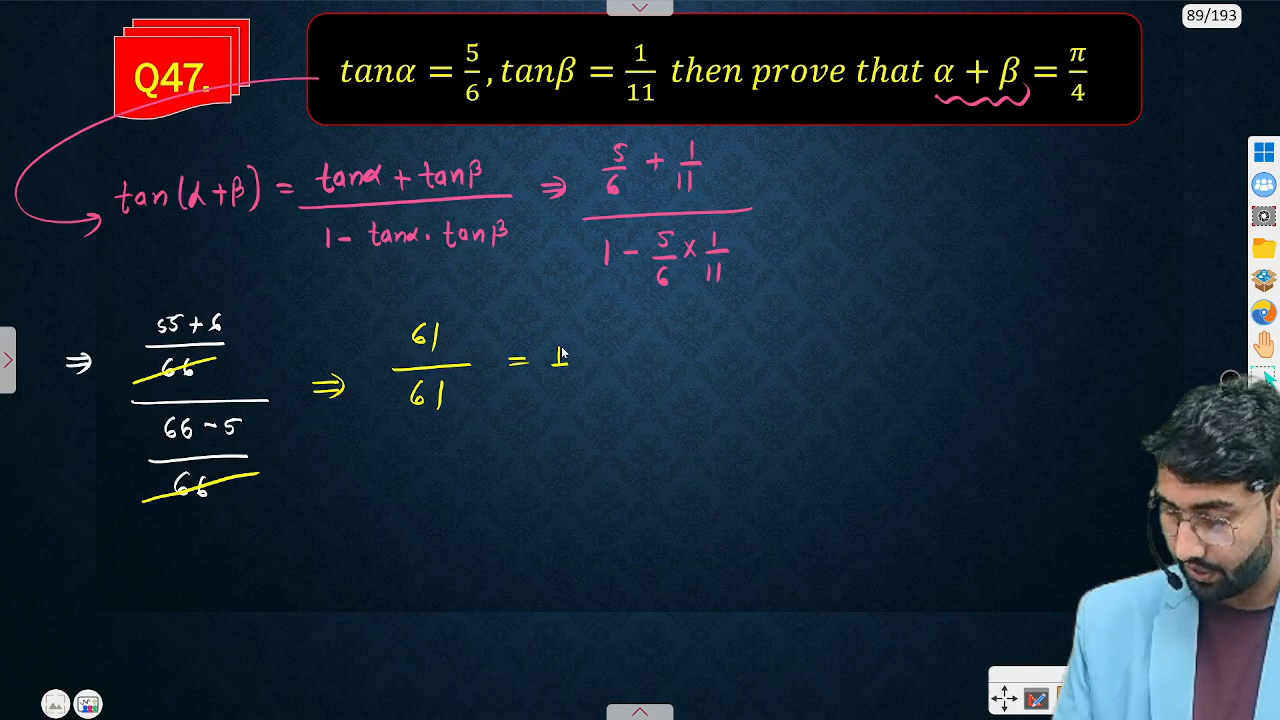 89/193
Q47.
tanα = 5/6, tanβ = 1/11 then prove that α + β = π/4
tan(α+β) = (tanα + tanβ)/(1 - tanα · tanβ) ⇒ (5/6 + 1/11)/(1 - 5/6 × 1/11)
⇒ ((55+6)/66)/((66-5)/66) ⇒ 61/61 = 1